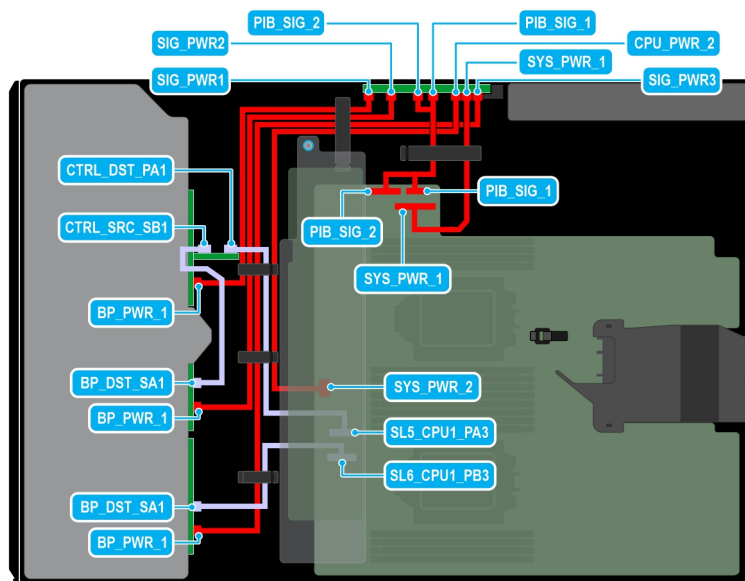 PIB_SIG_2
PIB_SIG_1
SIG_PWR2
CPU_PWR_2
SYS_PWR_1
SIG_PWR1
SIG_PWR3
CTRL_DST_PA1
PIB_SIG_1
CTRL_SRC_SB1
PIB_SIG_2
SYS_PWR_1
BP_PWR_1
BP_DST_SA1
SYS_PWR_2
BP_PWR_1
SL5_CPU1_PA3
SL6_CPU1_PB3
BP_DST_SA1
BP_PWR_1